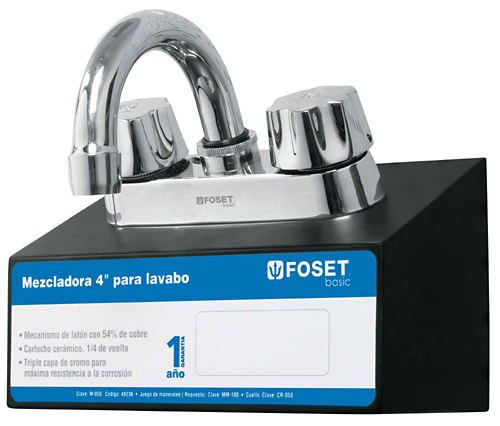 FOSET
basic
Mezcladora 4" para lavabo
FOSET
basic
• Mecanismo de latón con 54% de cobre
• Cartucho cerámico, 1/4 de vuelta
• Triple capa de cromo para
máxima resistencia a la corrosión
1 año
GARANTÍA
Clave: M-050 Código: 49238 • Juego de manerales ( Repuesto) Clave: MM-100 • Cuello Clave: CR-050